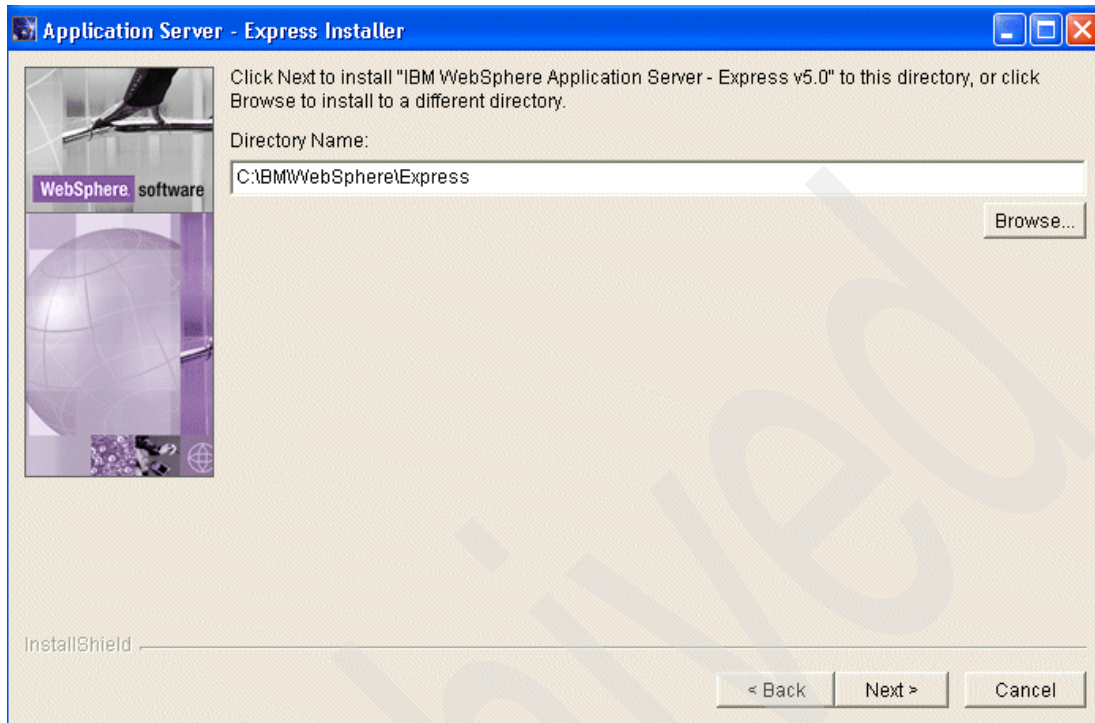 Application Server - Express Installer
Click Next to install "IBM WebSphere Application Server - Express v5.0" to this directory, or click
Browse to install to a different directory.
Directory Name:
WebSphere software
C:\BM\WebSphere\Express
Browse...
InstallShield
< Back
Next >
Cancel